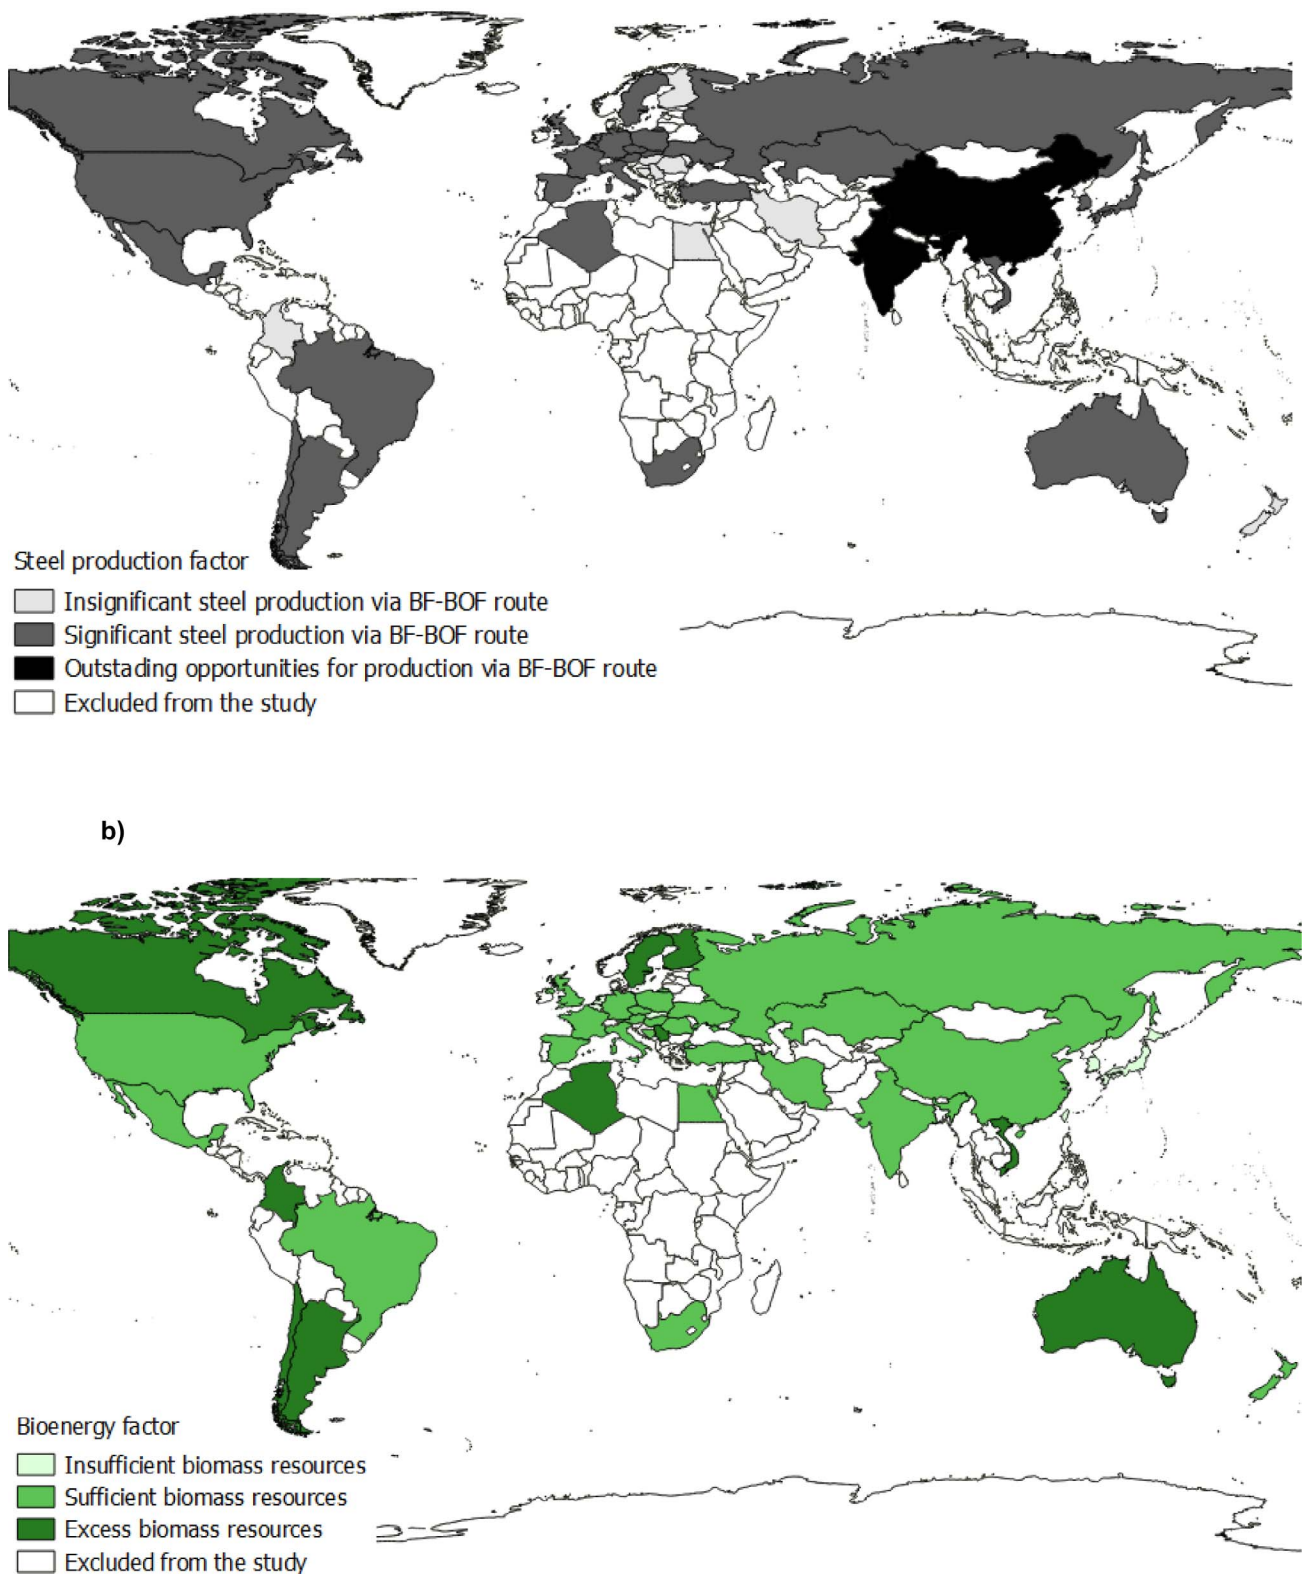 Steel production factor
Insignificant steel production via BF-BOF route
Significant steel production via BF-BOF route
Outstading opportunities for production via BF-BOF route
Excluded from the study
b)
Bioenergy factor
Insufficient biomass resources
Sufficient biomass resources
Excess biomass resources
Excluded from the study